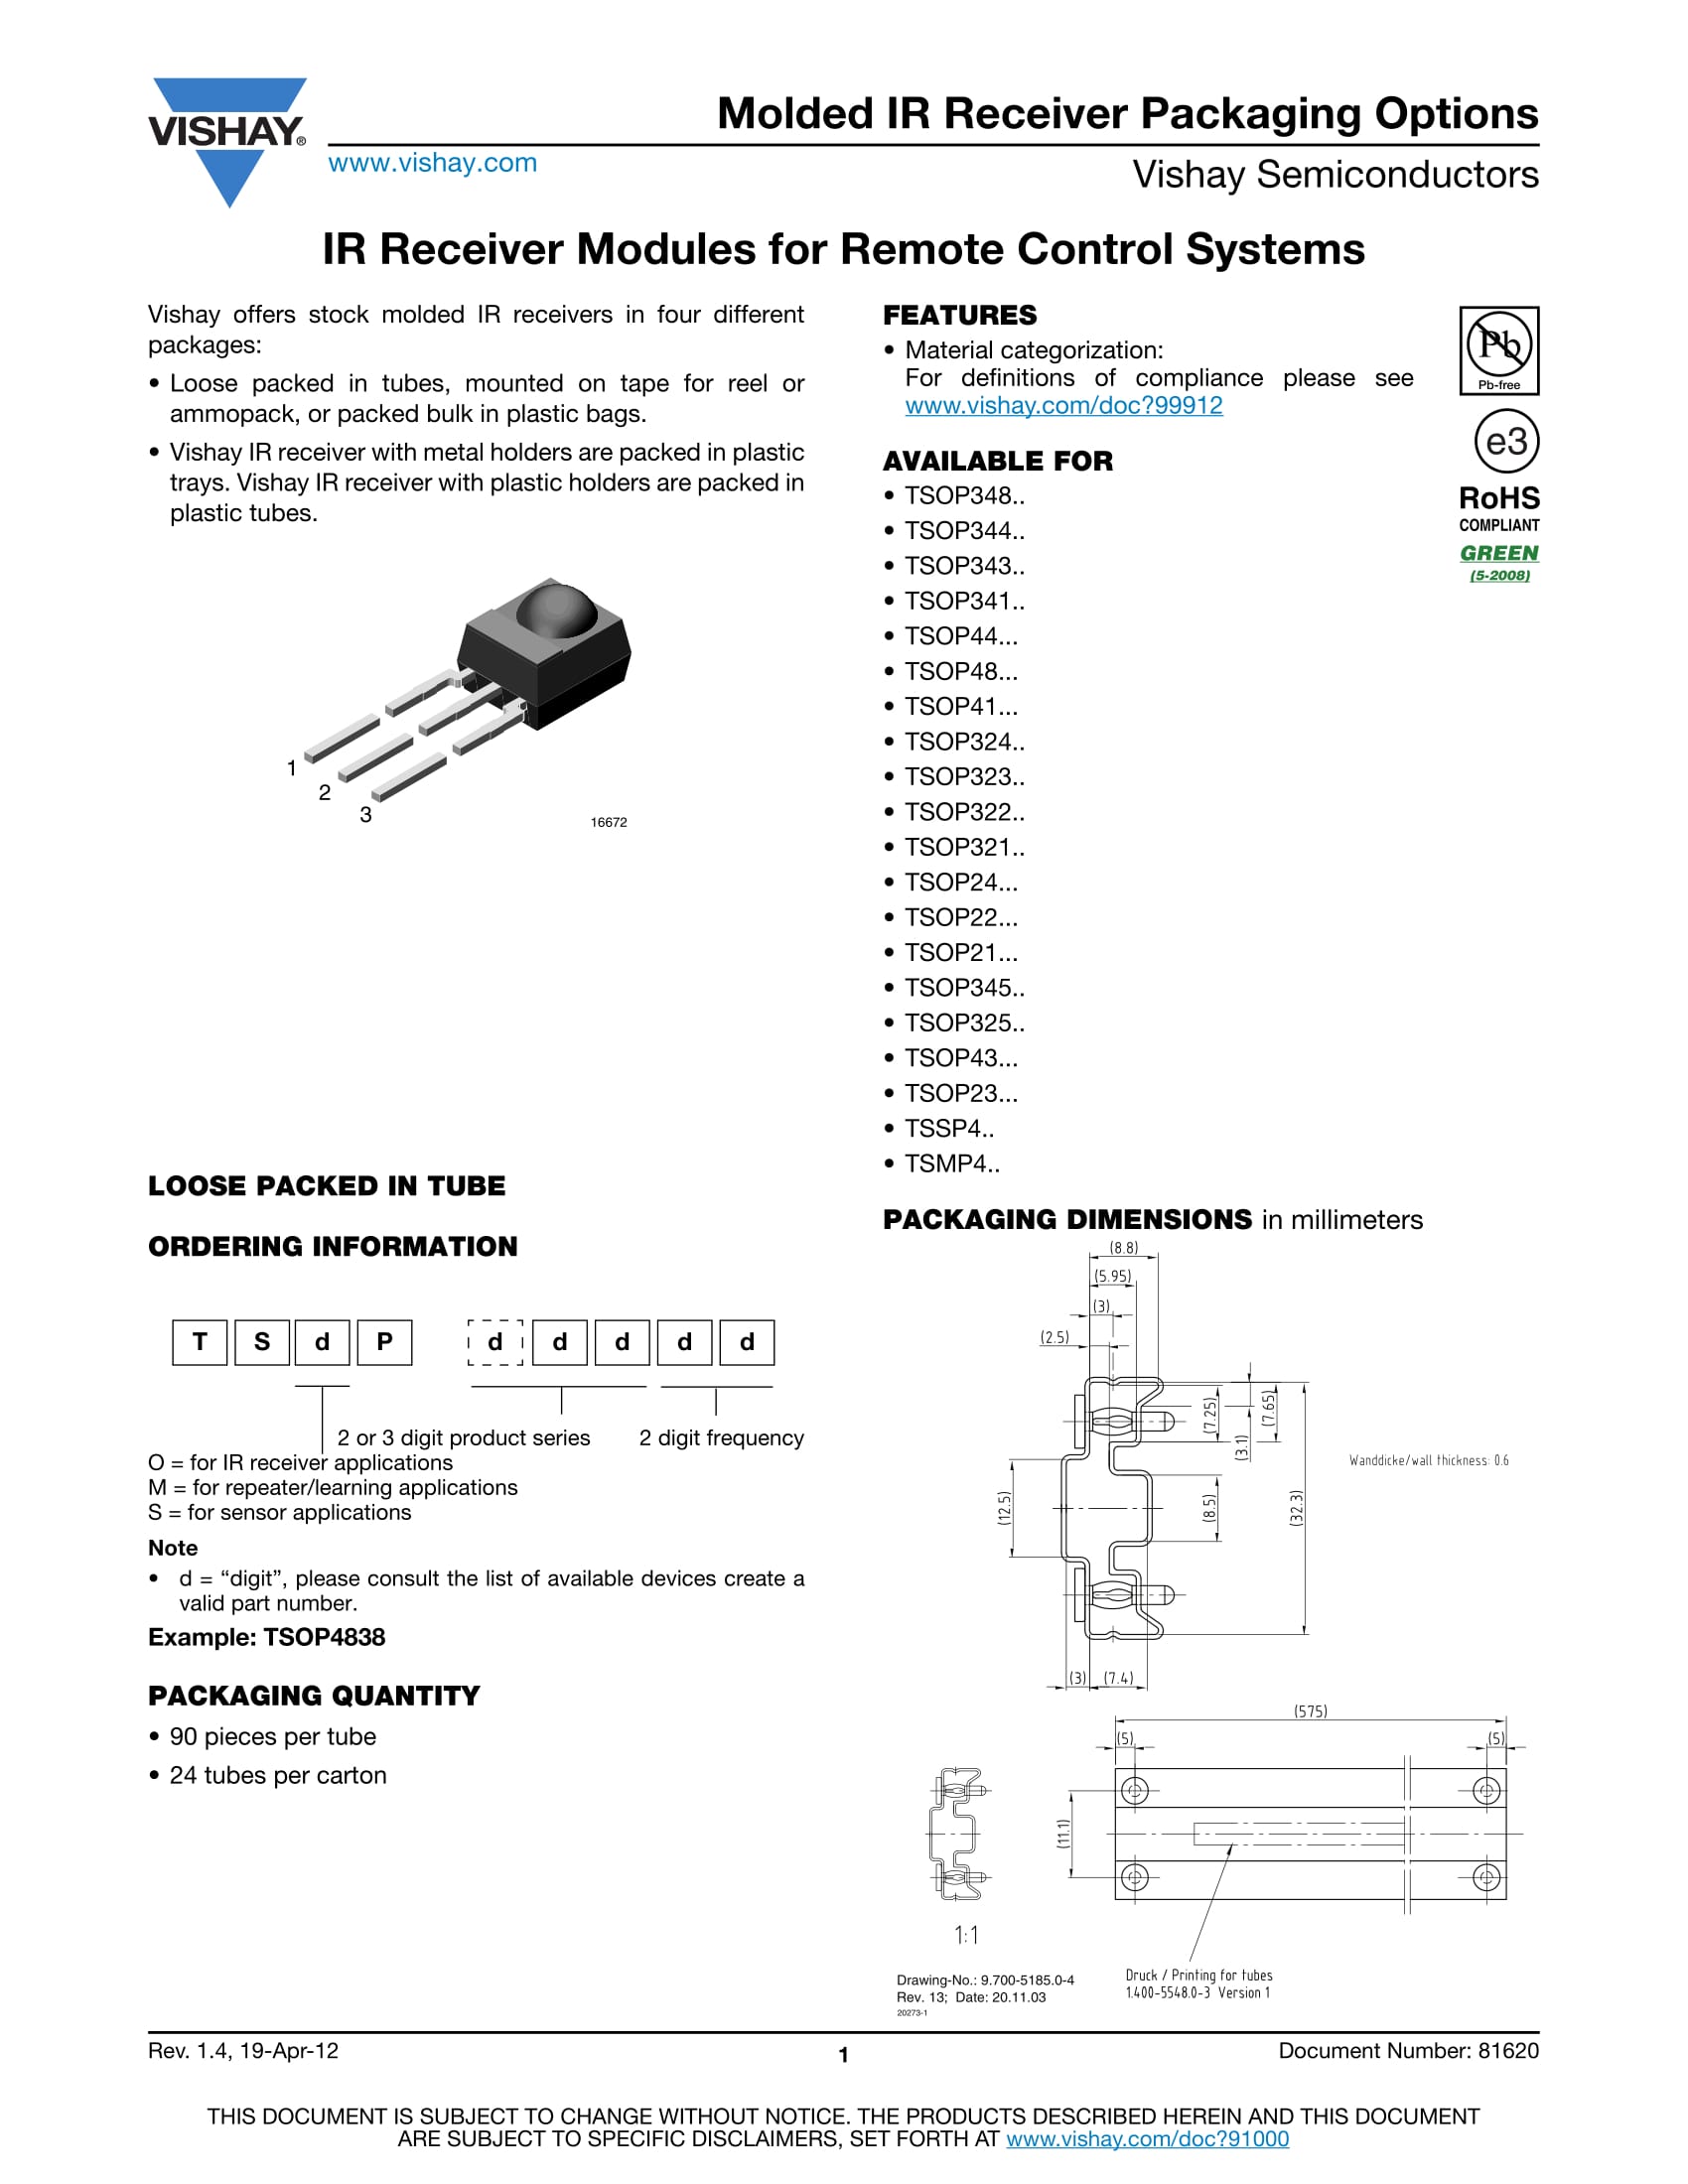 VISHAY®
www.vishay.com
Molded IR Receiver Packaging Options
Vishay Semiconductors
IR Receiver Modules for Remote Control Systems
Vishay offers stock molded IR receivers in four different
packages:
• Loose packed in tubes, mounted on tape for reel or
ammopack, or packed bulk in plastic bags.
• Vishay IR receiver with metal holders are packed in plastic
trays. Vishay IR receiver with plastic holders are packed in
plastic tubes.
1
2
3
16672
FEATURES
• Material categorization:
For definitions of compliance please see
www.vishay.com/doc?99912
Pb
Pb-free
e3
RoHS
COMPLIANT
GREEN
(5-2008)
AVAILABLE FOR
• TSOP348..
• TSOP344..
• TSOP343..
• TSOP341..
• TSOP44...
• TSOP48...
• TSOP41...
• TSOP324..
• TSOP323..
• TSOP322..
• TSOP321..
• TSOP24...
• TSOP22...
• TSOP21...
• TSOP345..
• TSOP325..
• TSOP43...
• TSOP23...
• TSSP4..
• TSMP4..
LOOSE PACKED IN TUBE
ORDERING INFORMATION
T S d P d d d d d
2 or 3 digit product series 2 digit frequency
O = for IR receiver applications
M = for repeater/learning applications
S = for sensor applications
Note
• d = “digit”, please consult the list of available devices create a
valid part number.
Example: TSOP4838
PACKAGING QUANTITY
• 90 pieces per tube
• 24 tubes per carton
PACKAGING DIMENSIONS in millimeters
(8.8)
(5.95)
(3)
(2.5)
(7.25)
(3.1)
(7.65)
(12.5)
(8.5)
(32.3)
Wanddicke/wall thickness: 0.6
(3) (7.4)
(575)
(5) (5)
(11.1)
1:1
Druck / Printing for tubes
1.400-5548.0-3 Version 1
Drawing-No.: 9.700-5185.0-4
Rev. 13; Date: 20.11.03
20273-1
Rev. 1.4, 19-Apr-12 1 Document Number: 81620
THIS DOCUMENT IS SUBJECT TO CHANGE WITHOUT NOTICE. THE PRODUCTS DESCRIBED HEREIN AND THIS DOCUMENT
ARE SUBJECT TO SPECIFIC DISCLAIMERS, SET FORTH AT www.vishay.com/doc?91000